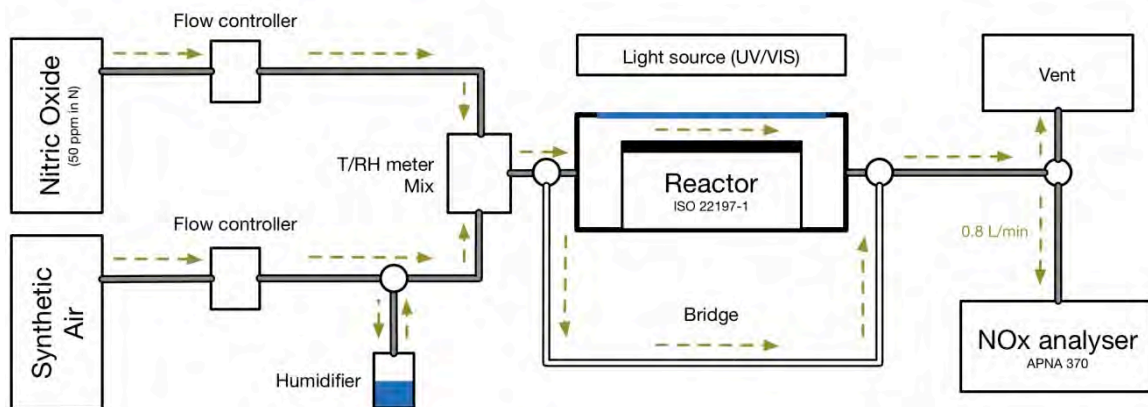 Flow controller
Nitric Oxide
(50 ppm in N)
Light source (UV/VIS)
Vent
T/RH meter
Mix
Reactor
ISO 22197-1
Flow controller
0.8 L/min
Synthetic
Air
Bridge
NOx analyser
APNA 370
Humidifier